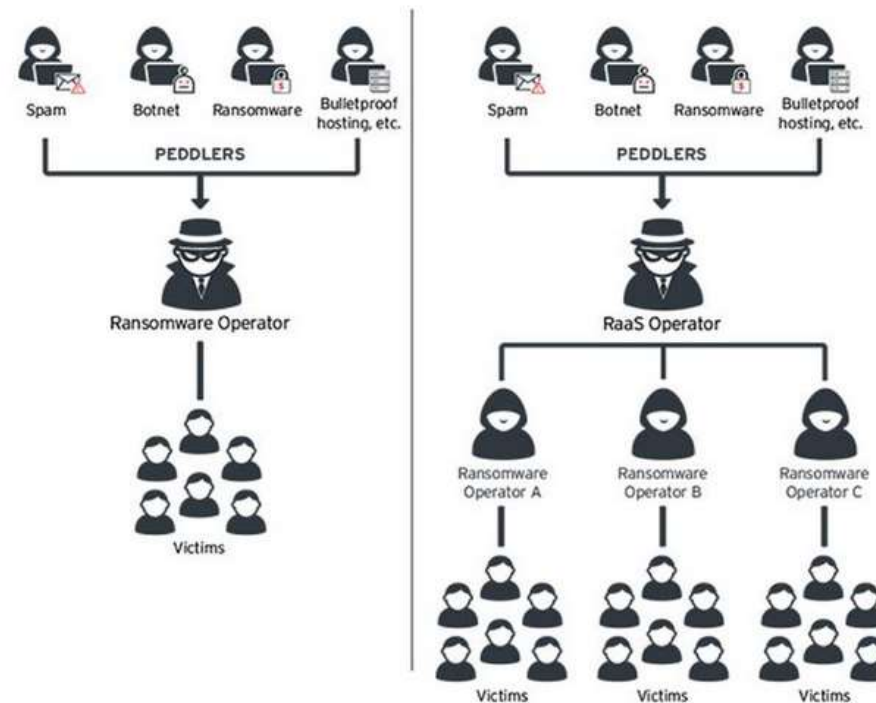 Spam
Botnet
Ransomware
Bulletproof
hosting, etc.
PEDDLERS
Ransomware Operator
Victims
Spam
Botnet
Ransomware
Bulletproof
hosting, etc.
PEDDLERS
RaaS Operator
Ransomware
Operator A
Ransomware
Operator B
Ransomware
Operator C
Victims
Victims
Victims